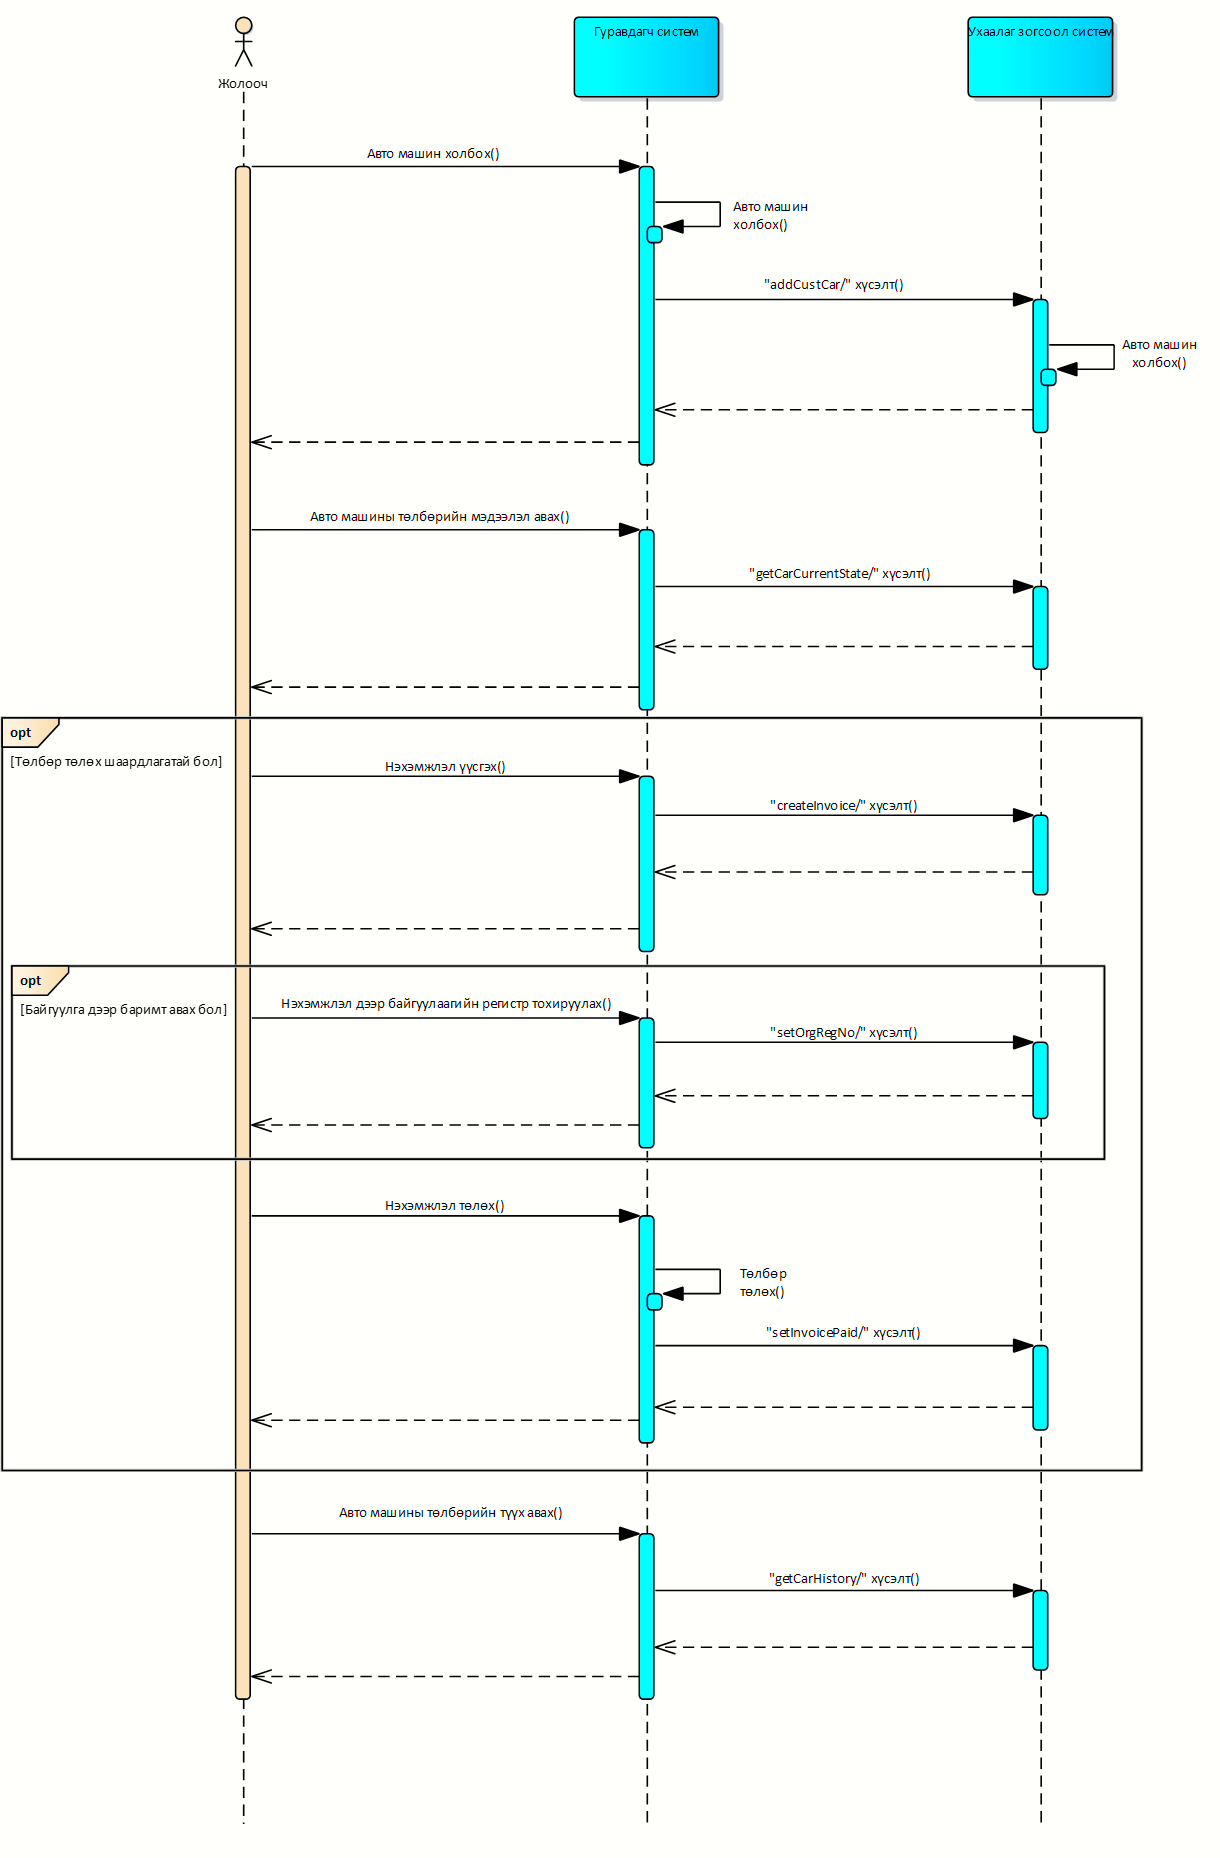 Жолооч
Гуравдагч систем
Ухаалаг зогсоол систем
Авто машин холбох()
Авто машин
холбох()
"addCustCar/" хүсэлт()
Авто машин
холбох()
Авто машины төлбөрийн мэдээлэл авах()
"getCarCurrentState/" хүсэлт()
opt
[Төлбөр төлөх шаардлагатай бол]
Нэхэмжлэл үүсгэх()
"createInvoice/" хүсэлт()
opt
[Байгуулга дээр баримт авах бол]
Нэхэмжлэл дээр байгуулаагийн регистр тохируулах()
"setOrgRegNo/" хүсэлт()
Нэхэмжлэл төлөх()
Төлбөр
төлөх()
"setInvoicePaid/" хүсэлт()
Авто машины төлбөрийн түүх авах()
"getCarHistory/" хүсэлт()